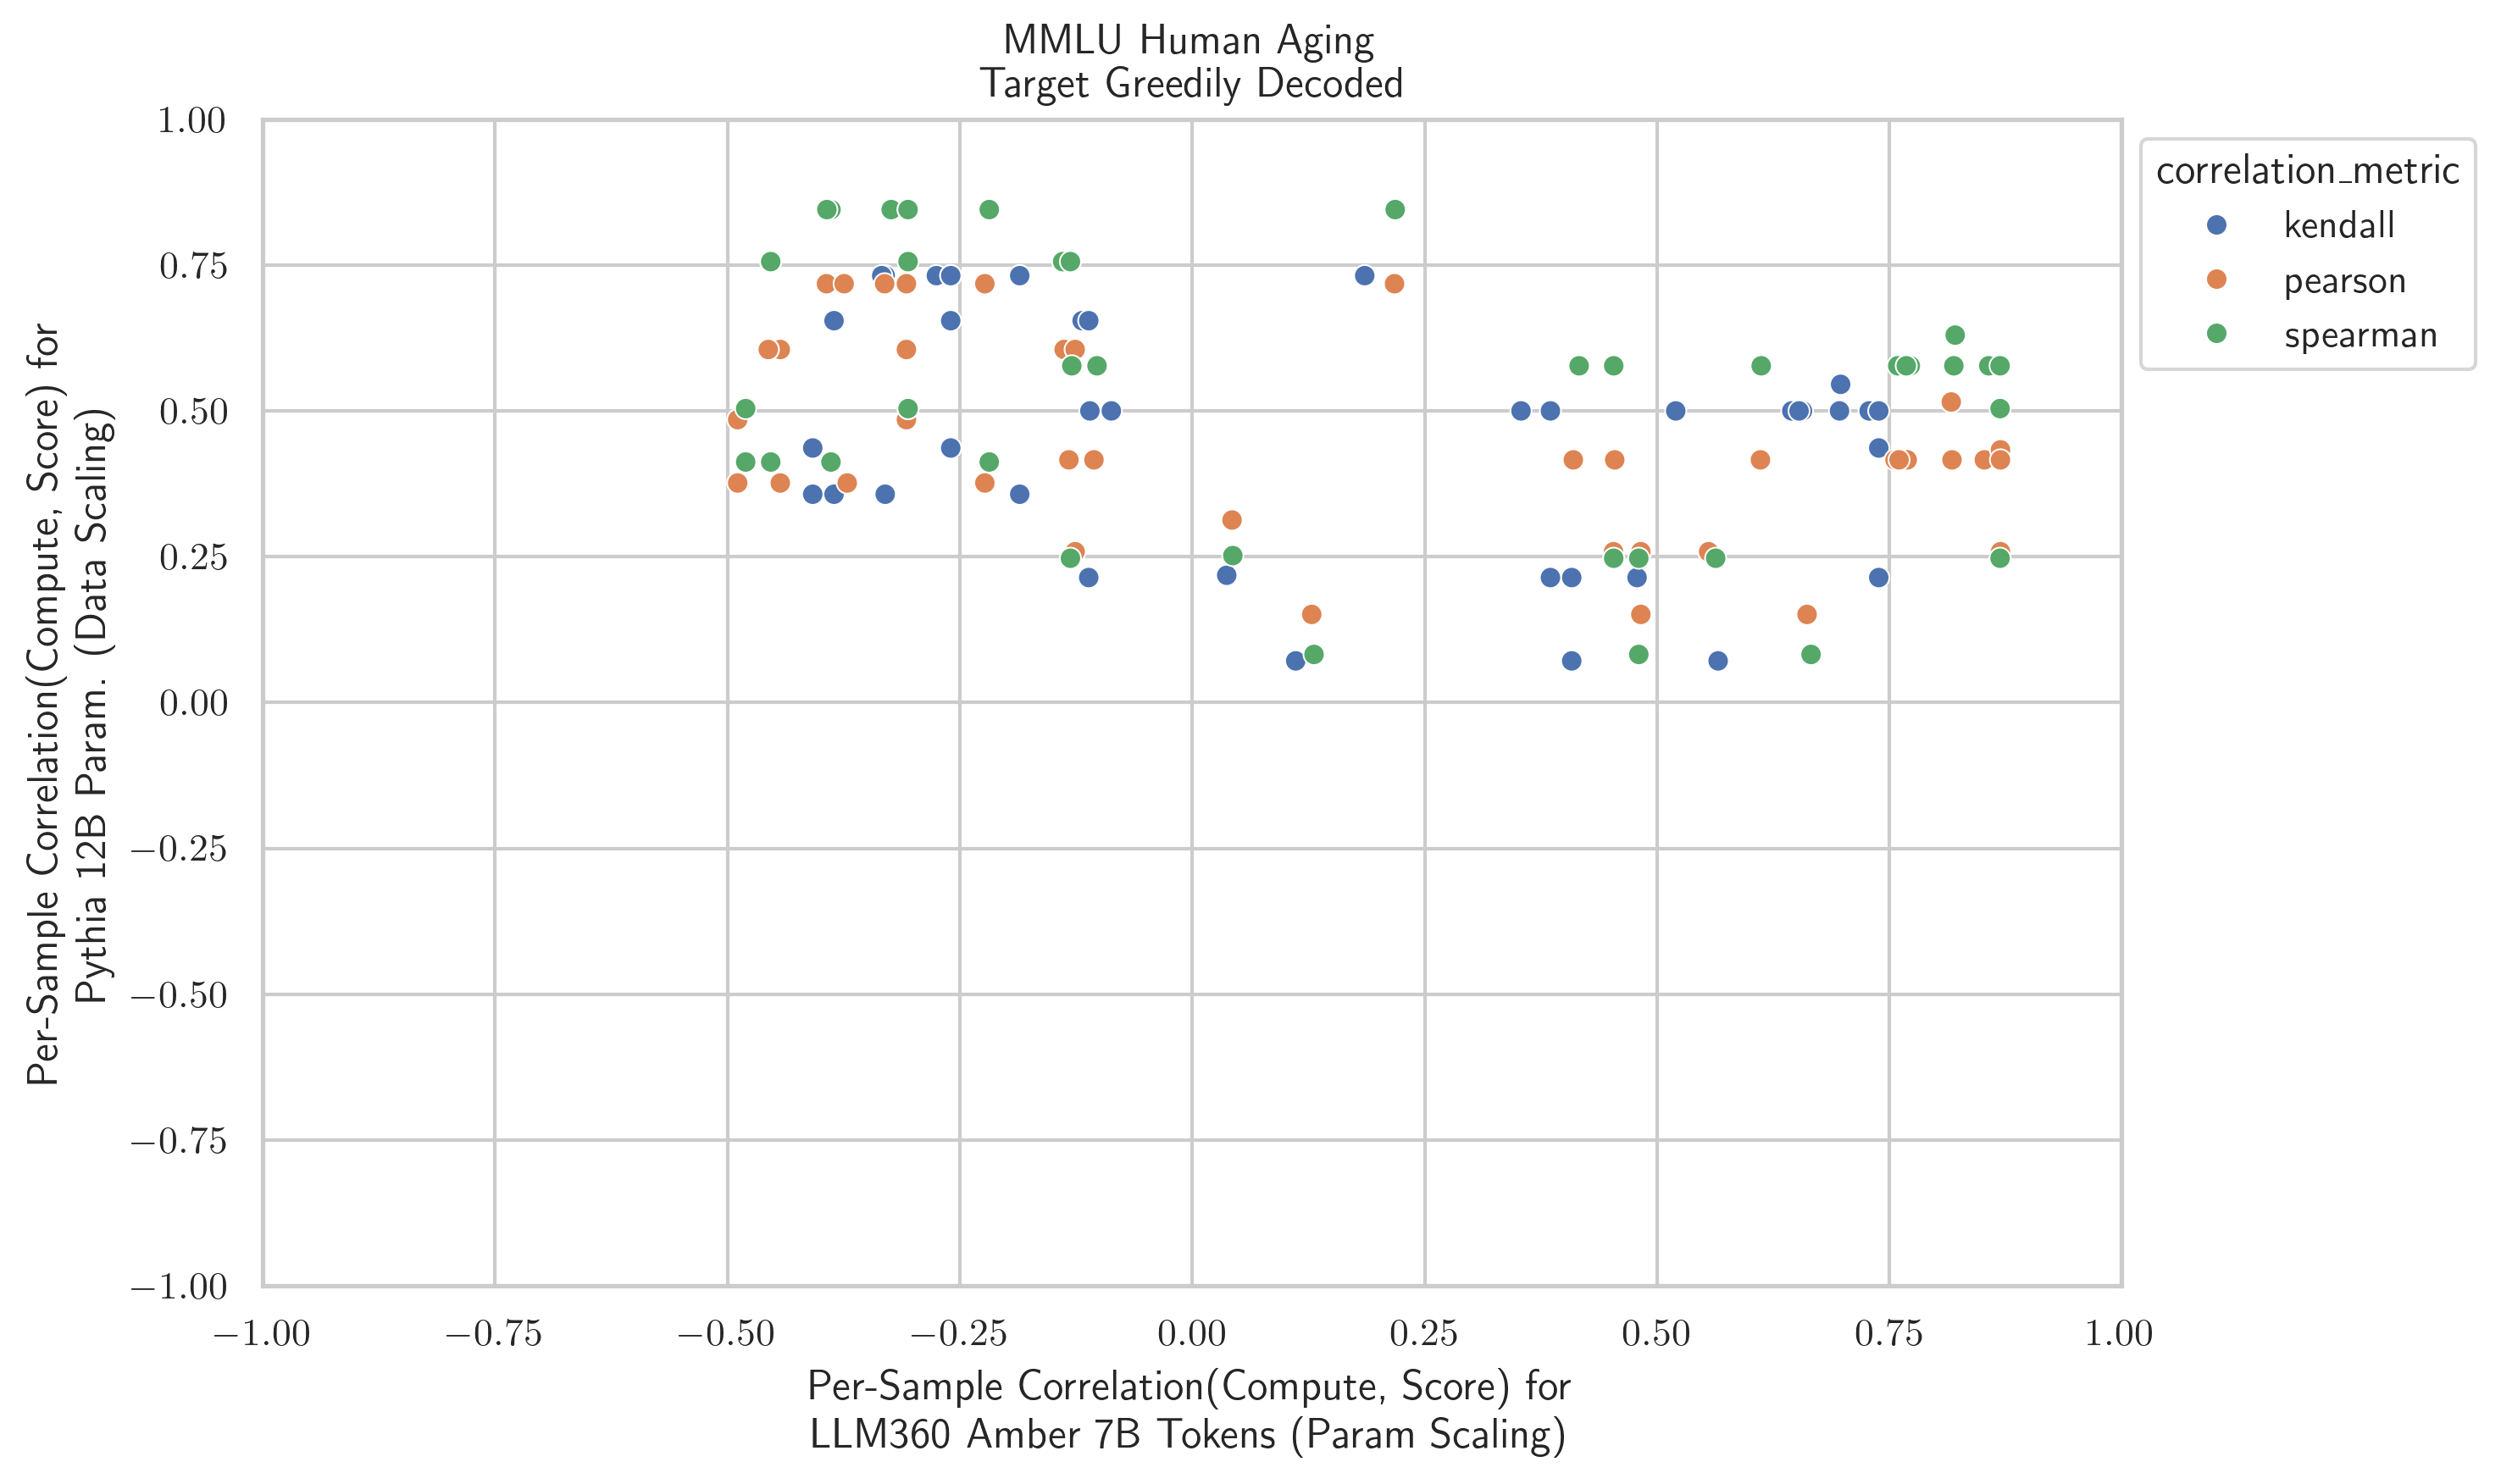 MMLU Human Aging
Target Greedily Decoded
1.00
0.75
0.50
0.25
0.00
−0.25
−0.50
−0.75
−1.00
Per-Sample Correlation(Compute, Score) for
Pythia 12B Param. (Data Scaling)
correlation_metric
kendall
pearson
spearman
−1.00 −0.75 −0.50 −0.25 0.00 0.25 0.50 0.75 1.00
Per-Sample Correlation(Compute, Score) for
LLM360 Amber 7B Tokens (Param Scaling)